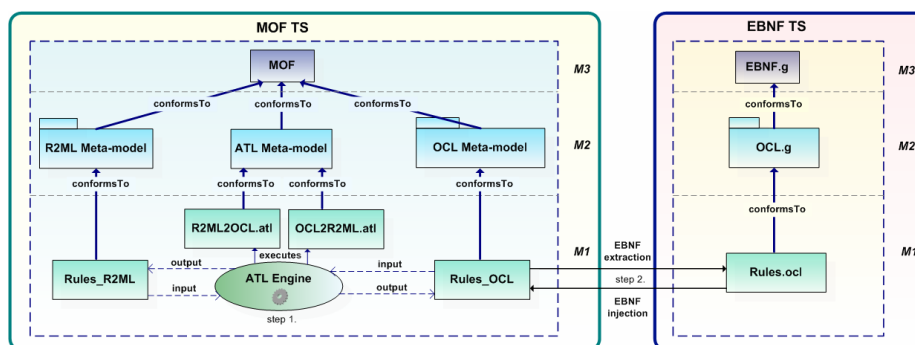 MOF TS
EBNF TS
MOF
M3
EBNF.g
M3
conformsTo
conformsTo
conformsTo
conformsTo
R2ML Meta-model
ATL Meta-model
OCL Meta-model
M2
OCL.g
M2
conformsTo
conformsTo
conformsTo
conformsTo
conformsTo
R2ML2OCL.atl
OCL2R2ML.atl
M1
M1
executes
EBNF
extraction
output
input
Rules_R2ML
ATL Engine
Rules_OCL
step 2.
Rules.ocl
input
output
step 1.
EBNF
injection